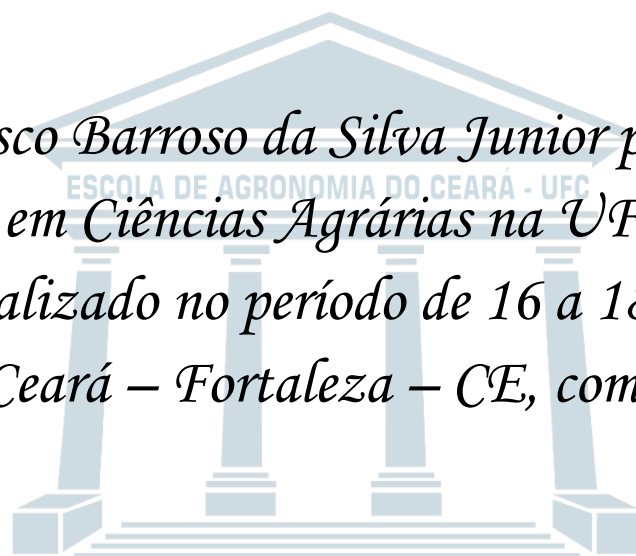 sco Barroso da Silva Junior p
ESCOLA DE AGRONOMIA DO CEARÁ - UFC
em Ciências Agrárias na UF
alizado no período de 16 a 18
Ceará – Fortaleza – CE, com